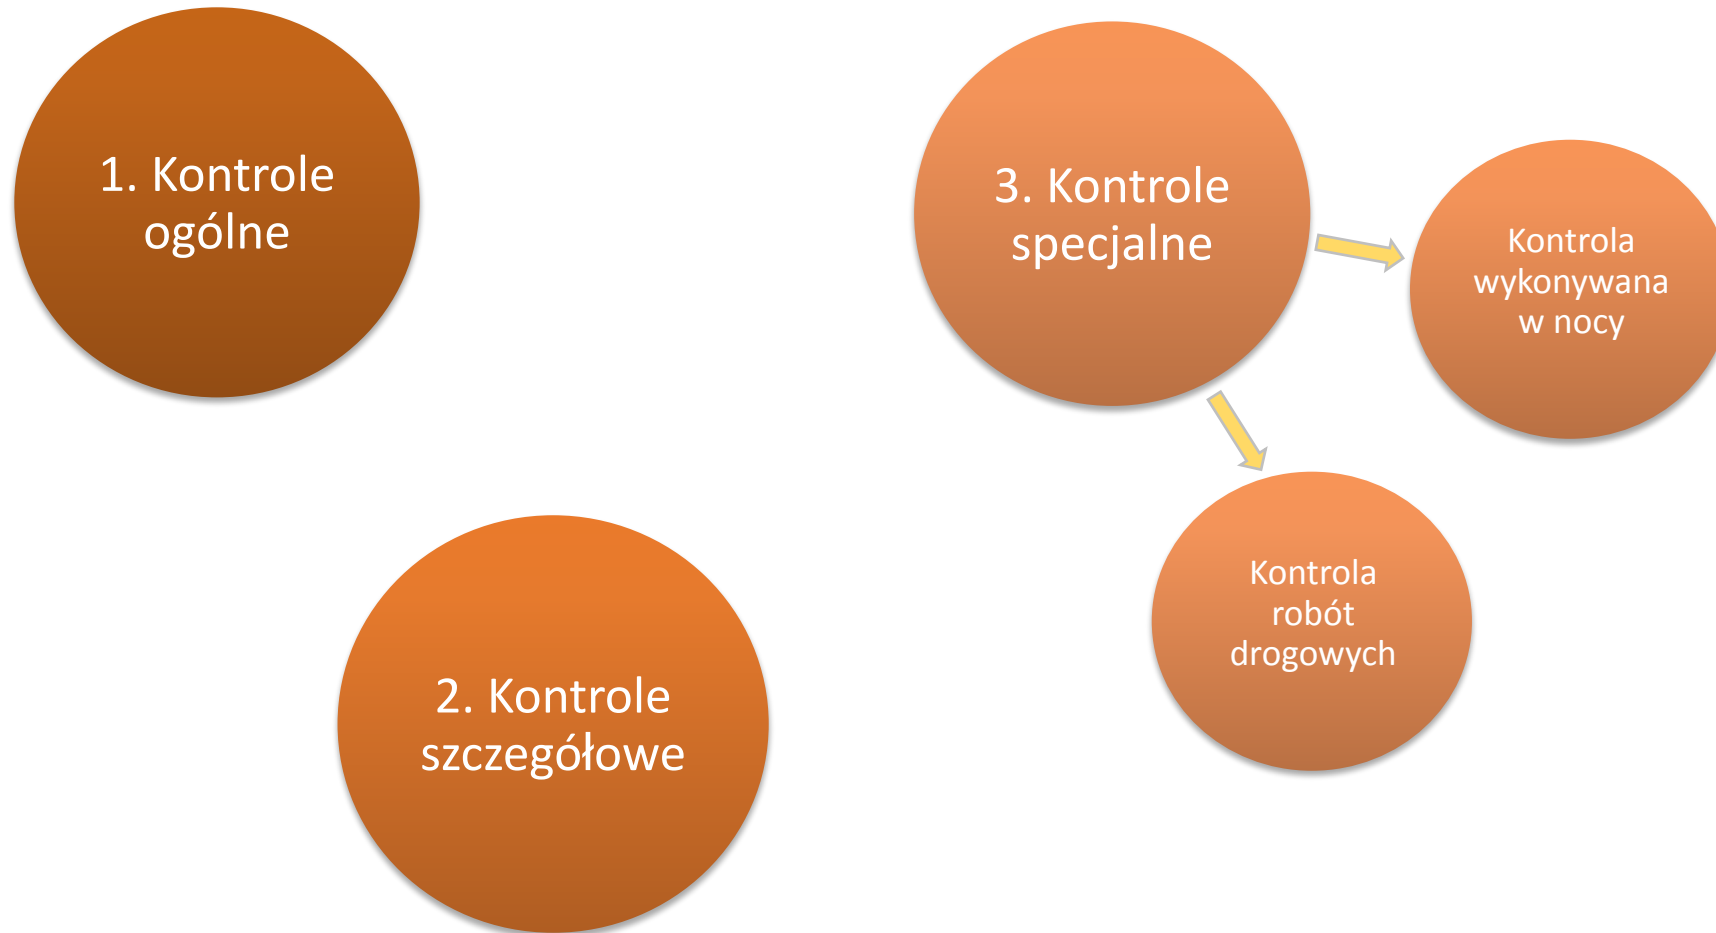 1. Kontrole
ogólne
2. Kontrole
szczegółowe
3. Kontrole
specjalne
Kontrola
wykonywana
w nocy
Kontrola
robót
drogowych